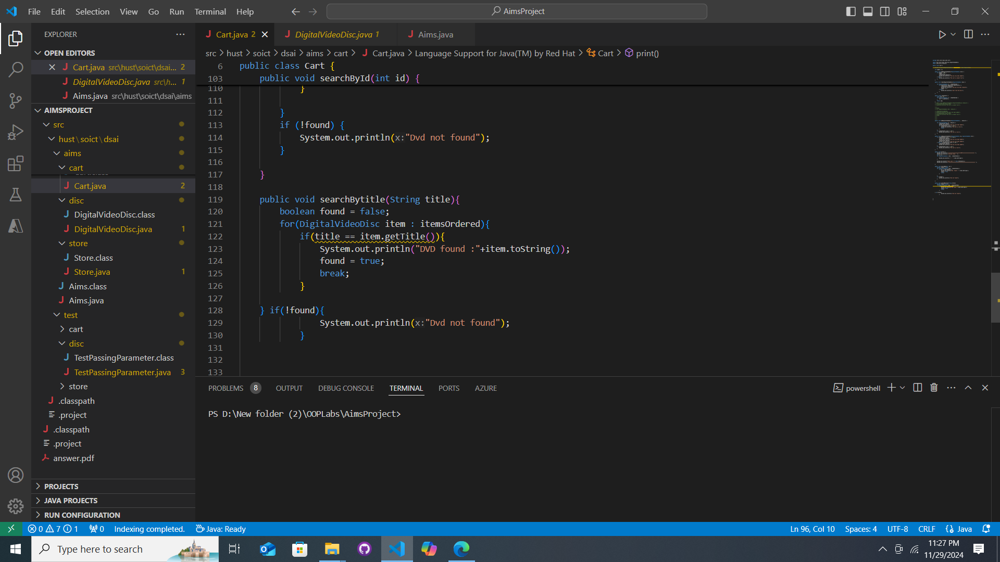 File Edit Selection View Go Run Terminal Help
AimsProject
EXPLORER
OPEN EDITORS
Cart.java src\hust\soict\dsai... 2
DigitalVideoDisc.java src\h... 1
Aims.java src\hust\soict\dsai\aims
AIMSPROJECT
src
hust\soict\dsai
aims
cart
Cart.java 2
disc
DigitalVideoDisc.class
DigitalVideoDisc.java 1
store
Store.class
Store.java 1
Aims.class
Aims.java
test
cart
disc
TestPassingParameter.class
TestPassingParameter.java 3
store
.classpath
.project
.classpath
.project
answer.pdf
PROJECTS
JAVA PROJECTS
RUN CONFIGURATION
Cart.java 2 DigitalVideoDisc.java 1 Aims.java
src > hust > soict > dsai > aims > cart > Cart.java > Language Support for Java(TM) by Red Hat > Cart > print()
6 public class Cart {
103 public void searchById(int id) {
110 }
111
112 }
113 if (!found) {
114 System.out.println(x:"Dvd not found");
115 }
116
117 }
118
119 public void searchBytitle(String title){
120 boolean found = false;
121 for(DigitalVideoDisc item : itemsOrdered){
122 if(title == item.getTitle()){
123 System.out.println("DVD found :"+item.toString());
124 found = true;
125 break;
126 }
127
128 } if(!found){
129 System.out.println(x:"Dvd not found");
130 }
131
132
133
PROBLEMS 8 OUTPUT DEBUG CONSOLE TERMINAL PORTS AZURE
powershell
PS D:\New folder (2)\OOPLabs\AimsProject>
0 7 1 0 Indexing completed. Java: Ready
Ln 96, Col 10 Spaces: 4 UTF-8 CRLF Java
Type here to search
11:27 PM
11/29/2024